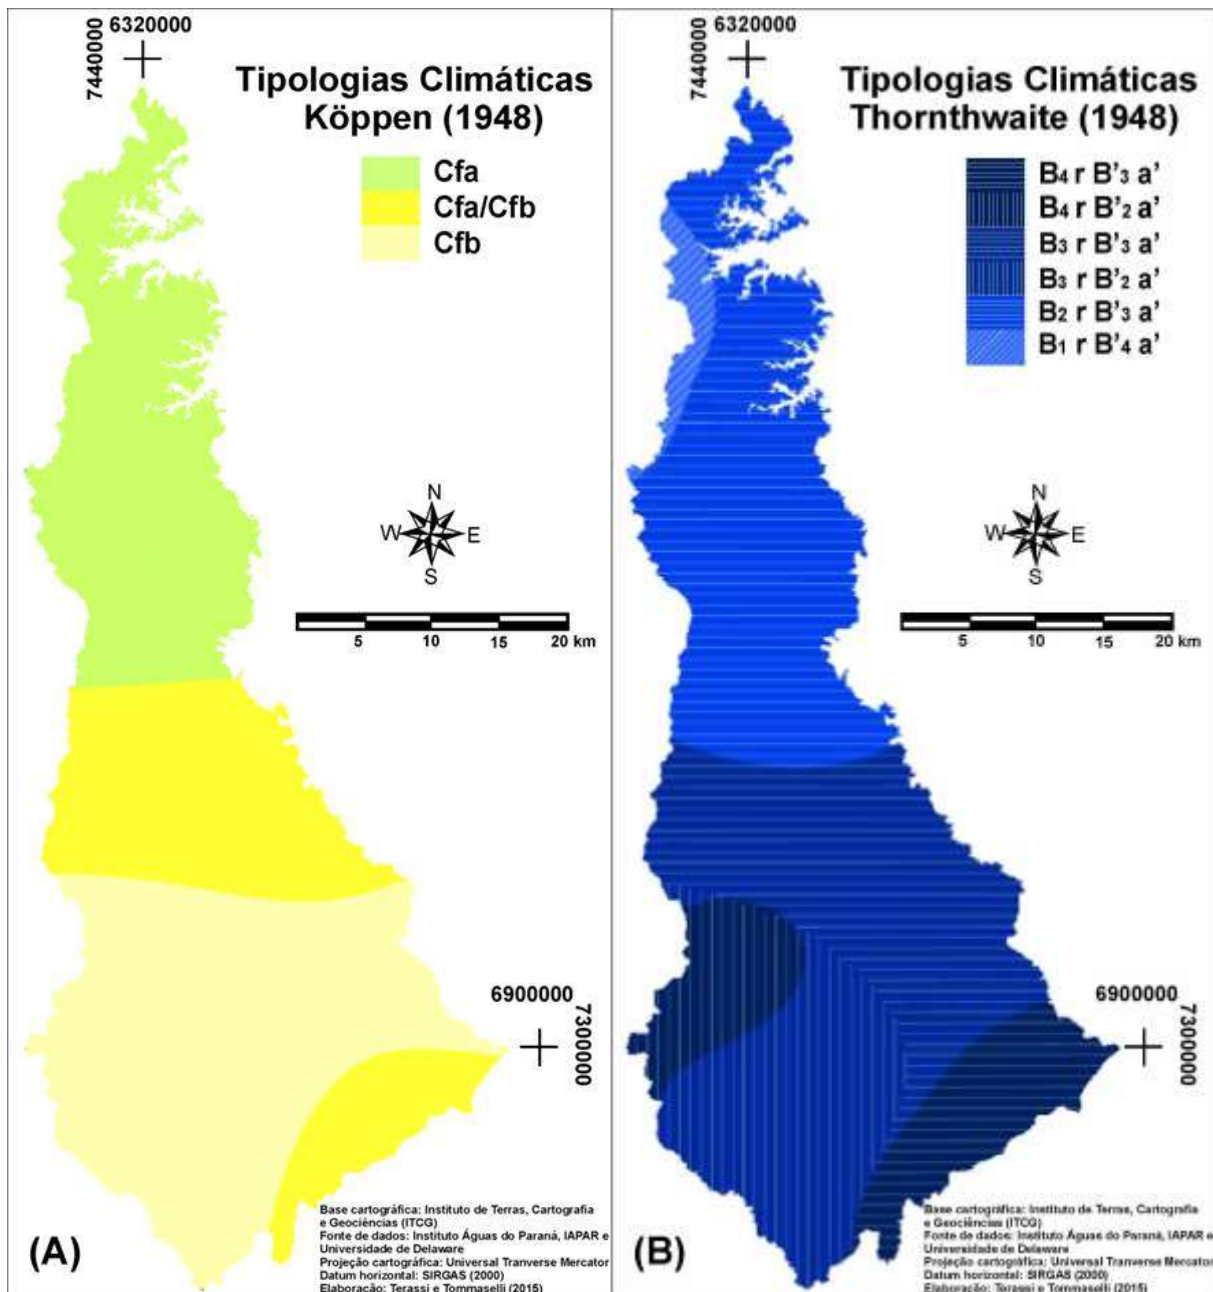 6320000
7440000
Tipologias Climáticas
Köppen (1948)
Cfa
Cfa/Cfb
Cfb
N
W
E
S
5 10 15 20 km
6900000
7300000
(A)
Base cartográfica: Instituto de Terras, Cartografia
e Geociências (ITCG)
Fonte de dados: Instituto Águas do Paraná, IAPAR e
Universidade de Delaware
Projeção cartográfica: Universal Tranverse Mercator
Datum horizontal: SIRGAS (2000)
Elaboração: Terassi e Tommaselli (2015)
6320000
7440000
Tipologias Climáticas
Thornthwaite (1948)
B4 r B'3 a'
B4 r B'2 a'
B3 r B'3 a'
B3 r B'2 a'
B2 r B'3 a'
B1 r B'4 a'
N
W
E
S
5 10 15 20 km
6900000
7300000
(B)
Base cartográfica: Instituto de Terras, Cartografia
e Geociências (ITCG)
Fonte de dados: Instituto Águas do Paraná, IAPAR e
Universidade de Delaware
Projeção cartográfica: Universal Tranverse Mercator
Datum horizontal: SIRGAS (2000)
Elaboração: Terassi e Tommaselli (2015)